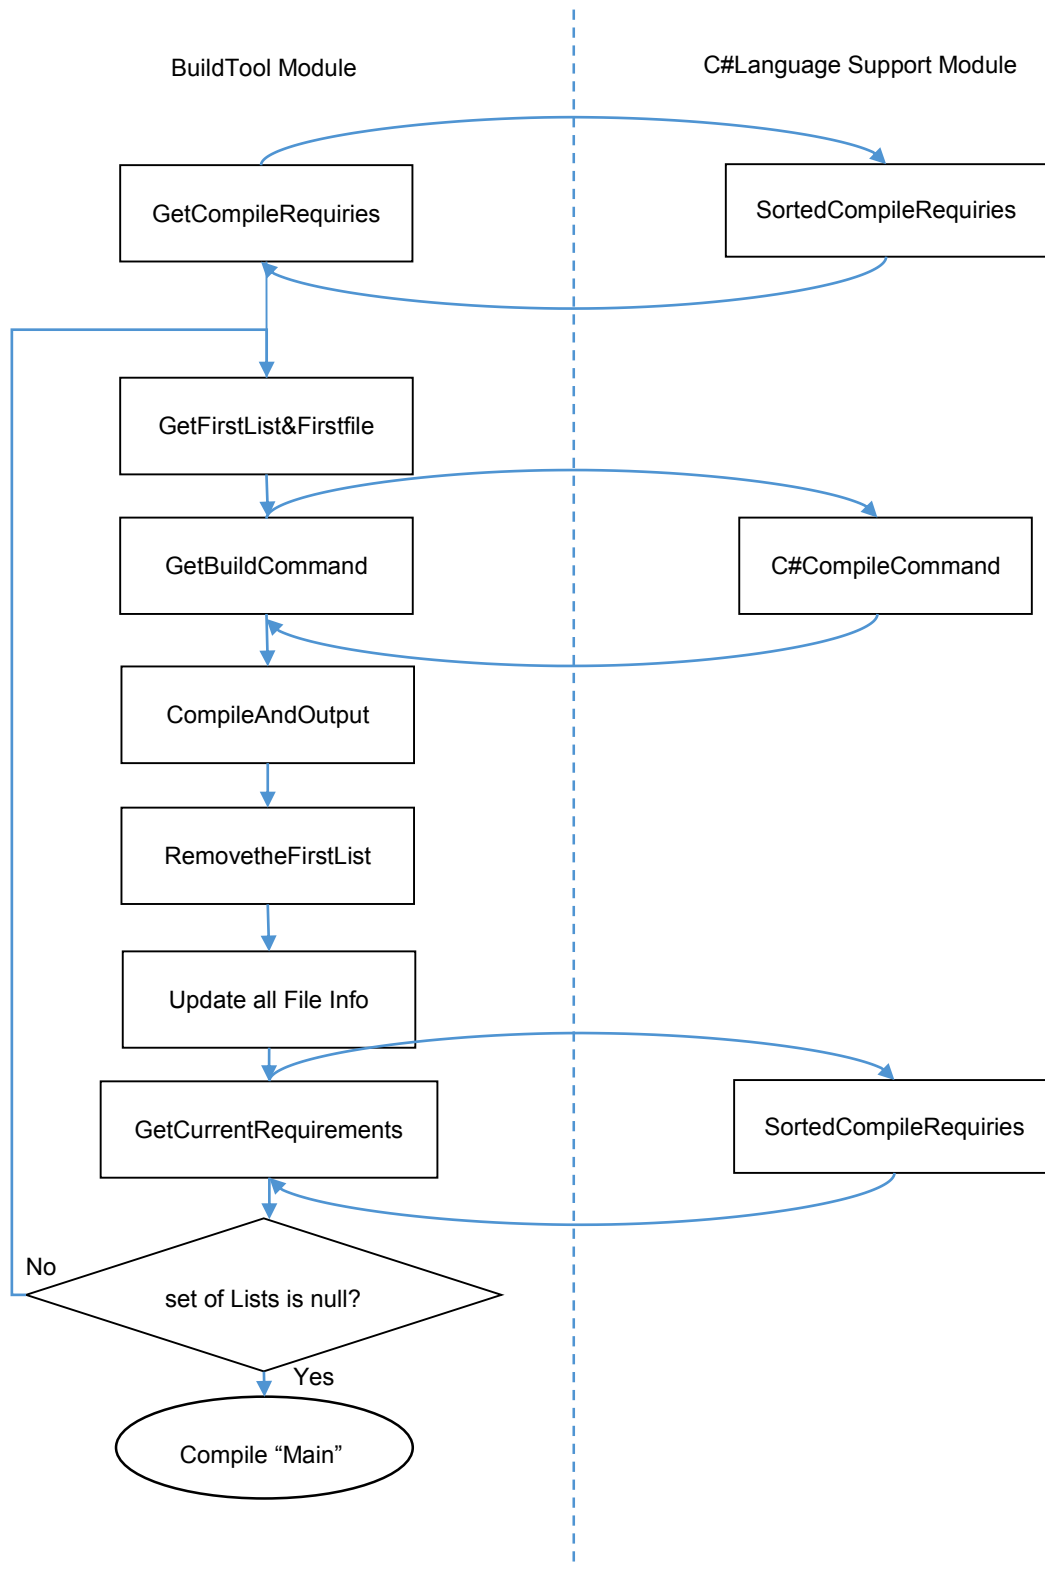 BuildTool Module
C#Language Support Module
GetCompileRequiries
SortedCompileRequiries
GetFirstList&Firstfile
GetBuildCommand
C#CompileCommand
CompileAndOutput
RemovetheFirstList
Update all File Info
GetCurrentRequirements
SortedCompileRequiries
No
set of Lists is null?
Yes
Compile “Main”